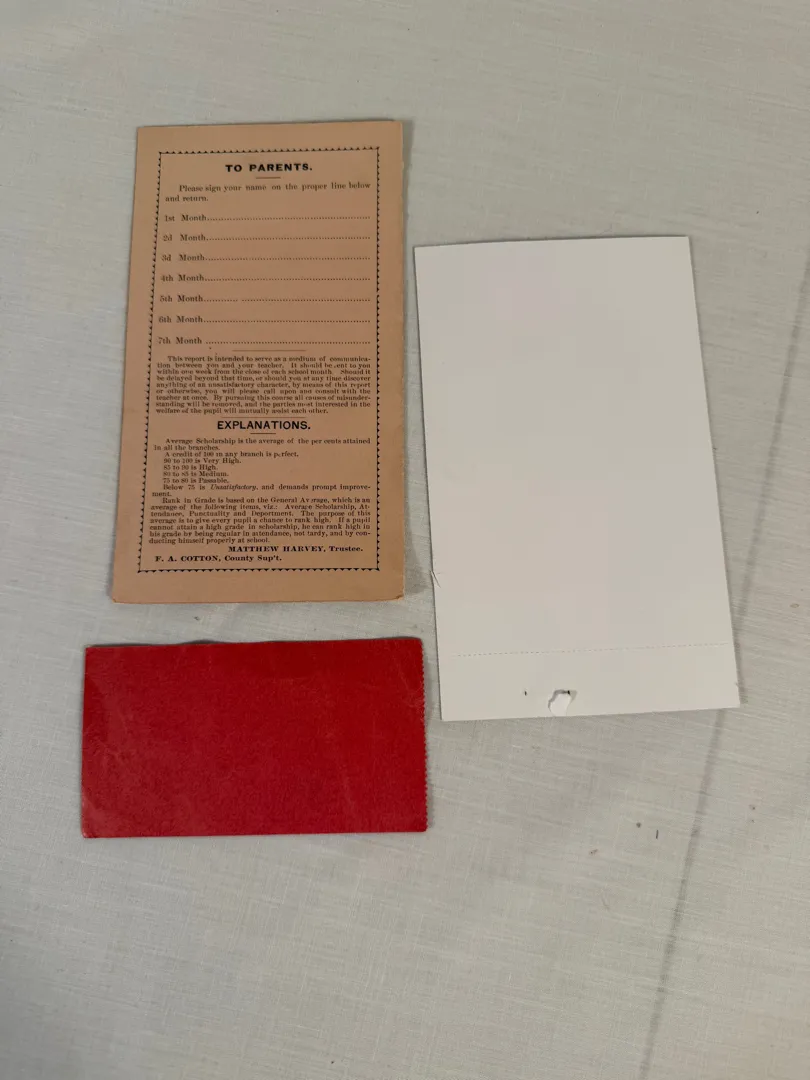 TO PARENTS.
Please sign your name on the proper line below
and return.
1st Month
2d Month
3d Month
4th Month
5th Month
6th Month
7th Month
This report is intended to serve as a medium of communica-
tion between you and your teacher. It should be sent to you
within one week from the close of each school month. Should it
be delayed beyond that time, or should you at any time discover
anything of an unsatisfactory character, by means of this report
or otherwise, you will please call upon and consult with the
teacher at once. By pursuing this course all causes of misunder-
standing will be removed, and the parties most interested in the
welfare of the pupil will mutually assist each other.
EXPLANATIONS.
Average Scholarship is the average of the per cents attained
in all the branches.
A credit of 100 in any branch is perfect.
90 to 100 is Very High.
85 to 90 is High.
80 to 85 is Medium.
75 to 80 is Passable.
Below 75 is Unsatisfactory, and demands prompt improve-
ment.
Rank in Grade is based on the General Average, which is an
average of the following items, viz.: Average Scholarship, At-
tendance, Punctuality and Deportment. The purpose of this
average is to give every pupil a chance to rank high. If a pupil
cannot attain a high grade in scholarship, he can rank high in
his grade by being regular in attendance, not tardy, and by con-
ducting himself properly at school.
MATTHEW HARVEY, Trustee.
F. A. COTTON, County Sup't.